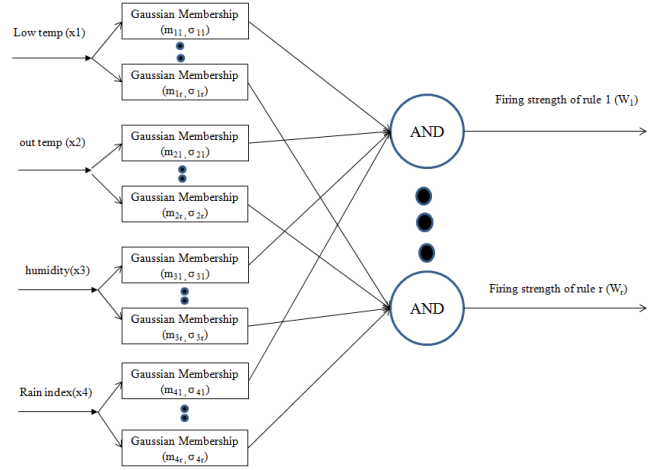 Low temp (x1)
Gaussian Membership
(m11, σ11)
Gaussian Membership
(m1r, σ1r)
out temp (x2)
Gaussian Membership
(m21, σ21)
Gaussian Membership
(m2r, σ2r)
humidity(x3)
Gaussian Membership
(m31, σ31)
Gaussian Membership
(m3r, σ3r)
Rain index(x4)
Gaussian Membership
(m41, σ41)
Gaussian Membership
(m4r, σ4r)
AND
Firing strength of rule 1 (W1)
AND
Firing strength of rule r (Wr)